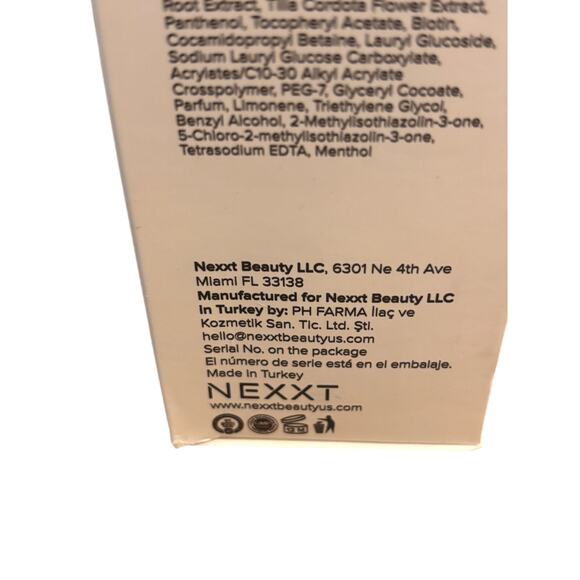 Root Extract, Tilia Cordota Flower Extract,
Panthenol, Tocopheryl Acetate, Biotin,
Cocamidopropyl Betaine, Lauryl Glucoside,
Sodium Lauryl Glucose Carboxylate,
Acrylates/C10-30 Alkyl Acrylate
Crosspolymer, PEG-7, Glyceryl Cocoate,
Parfum, Limonene, Triethylene Glycol,
Benzyl Alcohol, 2-Methylisothiazolin-3-one,
5-Chloro-2-methylisothiazolin-3-one,
Tetrasodium EDTA, Menthol
Nexxt Beauty LLC, 6301 Ne 4th Ave
Miami FL 33138
Manufactured for Nexxt Beauty LLC
in Turkey by: PH FARMA İlaç ve
Kozmetik San. Tic. Ltd. Şti.
hello@nexxtbeautyus.com
Serial No. on the package
El número de serie está en el embalaje.
Made in Turkey
NEXXT
www.nexxtbeautyus.com
12 M